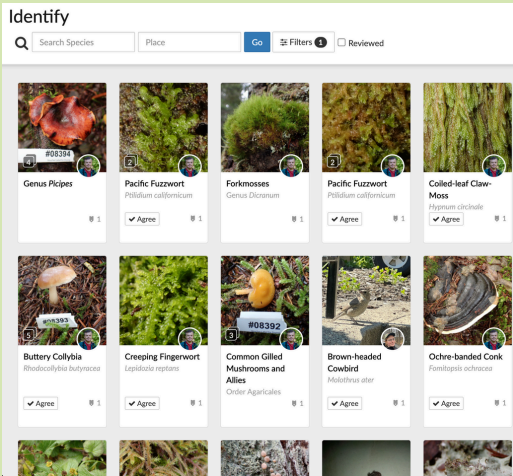 Identify
Search Species
Place
Go
Filters 1
Reviewed
4
#08394
2
2
Genus Picipes
Pacific Fuzzwort
Forkmosses
Pacific Fuzzwort
Coiled-leaf Claw-
Moss
Ptilidium californicum
Genus Dicranum
Ptilidium californicum
Hypnum circinale
1
Agree
1
1
Agree
1
Agree
1
5
#08393
3
#08392
Buttery Collybia
Creeping Fingerwort
Common Gilled
Mushrooms and
Allies
Brown-headed
Cowbird
Ochre-banded Conk
Rhodocollybia butyracea
Lepidozia reptans
Order Agaricales
Molothrus ater
Fomitopsis ochracea
Agree
1
Agree
1
1
Agree
1
Agree
1